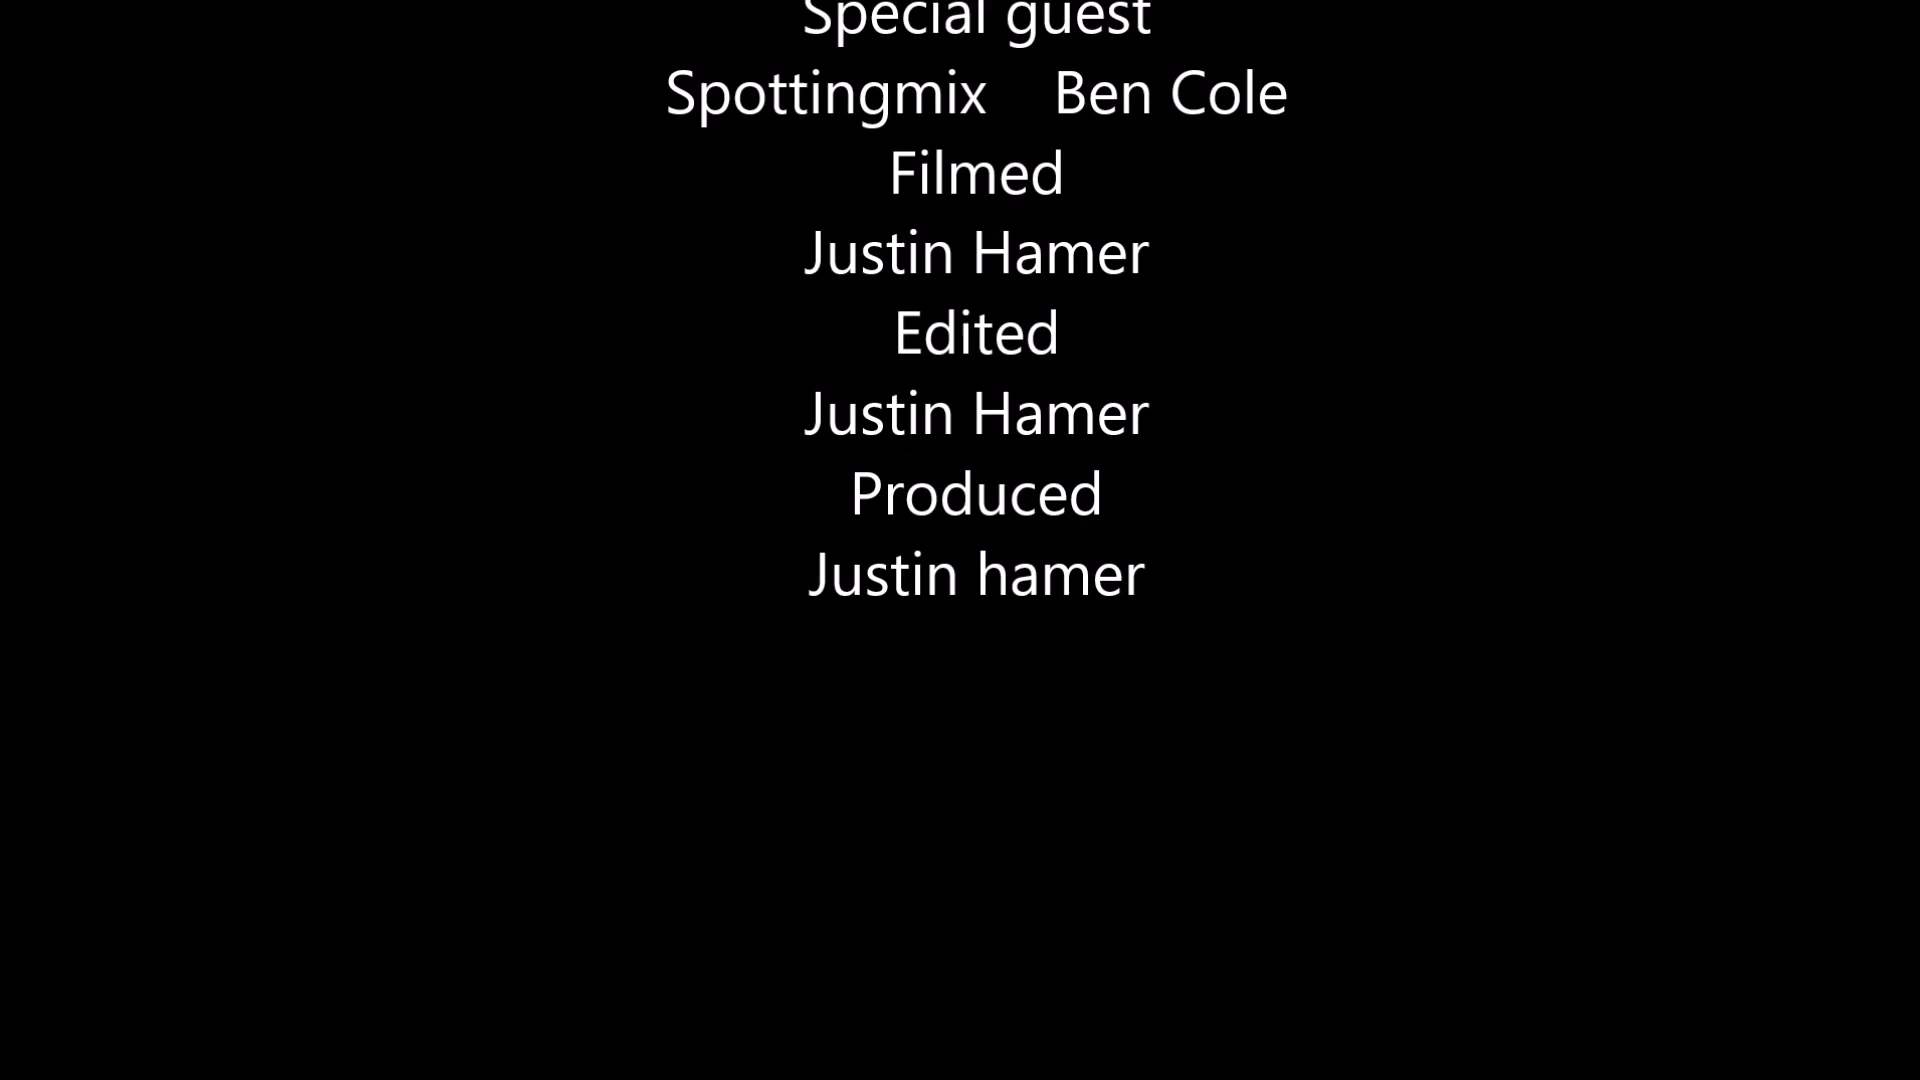 Special guest
Spottingmix    Ben Cole
Filmed
Justin Hamer
Edited
Justin Hamer
Produced
Justin hamer